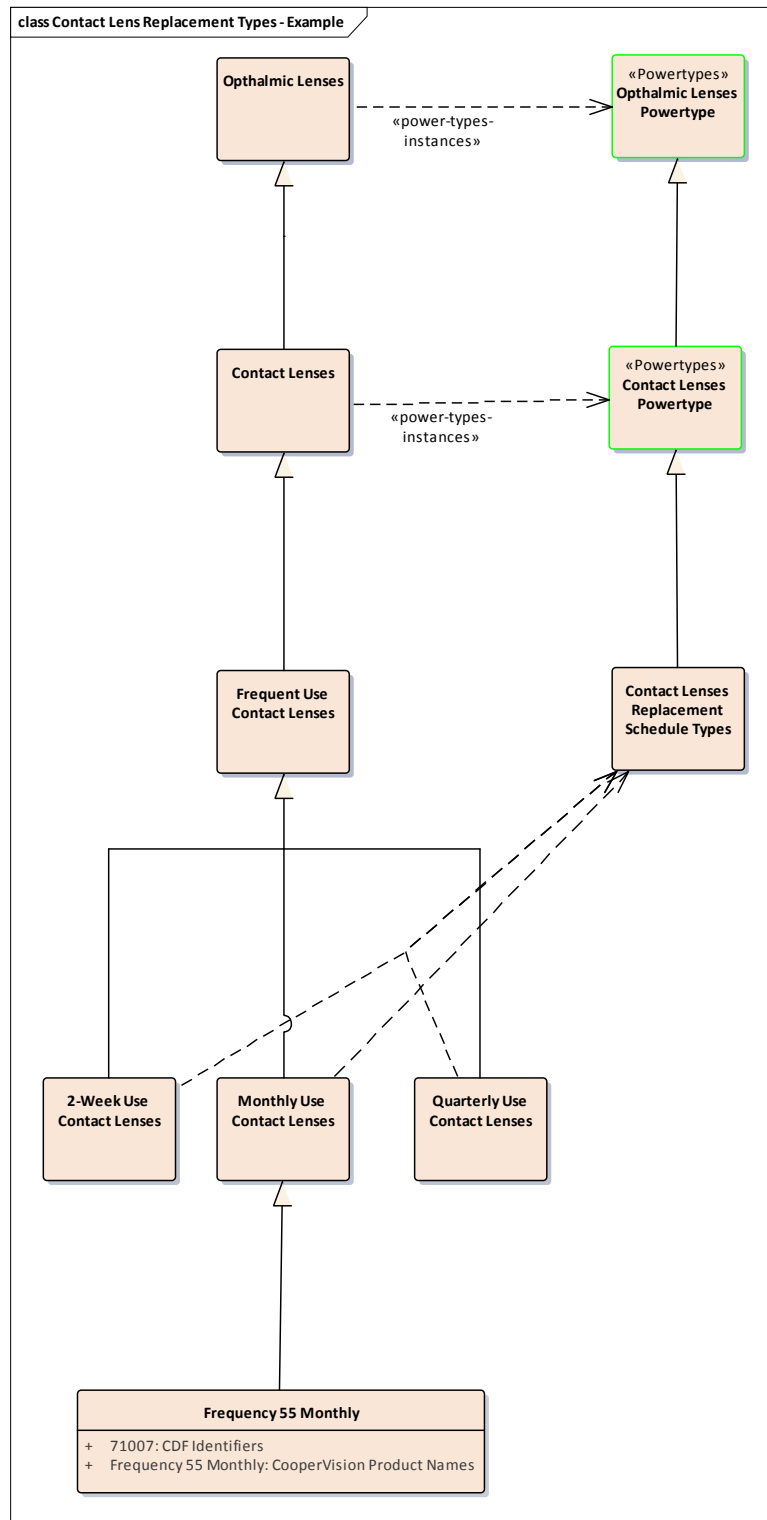 class Contact Lens Replacement Types - Example
Opthalmic Lenses
«power-types-
instances»
«Powertypes»
Opthalmic Lenses
Powertype
Contact Lenses
«power-types-
instances»
«Powertypes»
Contact Lenses
Powertype
Frequent Use
Contact Lenses
Contact Lenses
Replacement
Schedule Types
2-Week Use
Contact Lenses
Monthly Use
Contact Lenses
Quarterly Use
Contact Lenses
Frequency 55 Monthly
+ 71007: CDF Identifiers
+ Frequency 55 Monthly: CooperVision Product Names